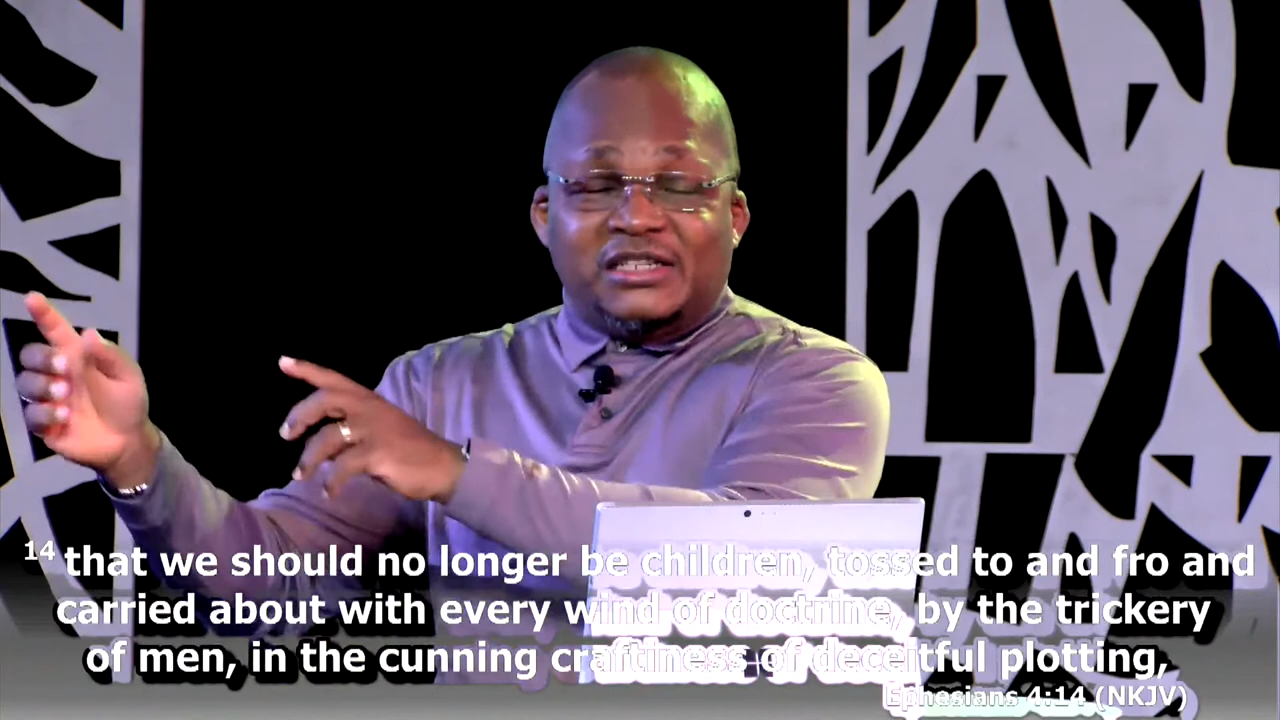 14 that we should no longer be children, tossed to and fro and
carried about with every wind of doctrine, by the trickery
of men, in the cunning craftiness of deceitful plotting,
Ephesians 4:14 (NKJV)